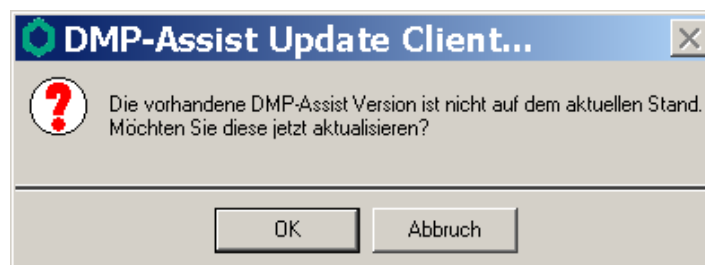 DMP-Assist Update Client...
Die vorhandene DMP-Assist Version ist nicht auf dem aktuellen Stand.
Möchten Sie diese jetzt aktualisieren?
OK Abbruch